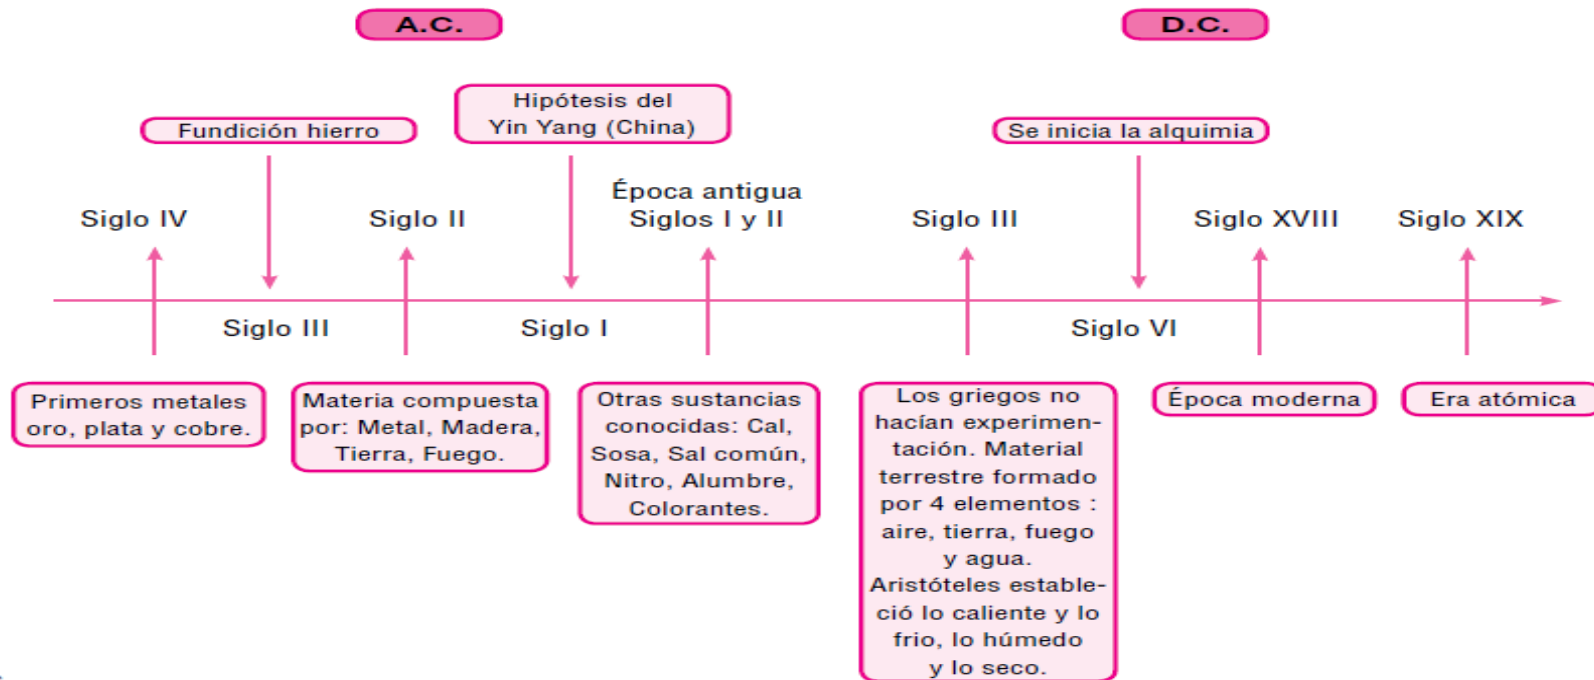 A.C.
D.C.
Fundición hierro
Hipótesis del
Yin Yang (China)
Se inicia la alquimia
Siglo IV
Siglo II
Época antigua
Siglos I y II
Siglo III
Siglo XVIII
Siglo XIX
Siglo III
Siglo I
Siglo VI
Primeros metales
oro, plata y cobre.
Materia compuesta
por: Metal, Madera,
Tierra, Fuego.
Otras sustancias
conocidas: Cal,
Sosa, Sal común,
Nitro, Alumbre,
Colorantes.
Los griegos no
hacían experimen-
tación. Material
terrestre formado
por 4 elementos :
aire, tierra, fuego
y agua.
Aristóteles estable-
ció lo caliente y lo
frio, lo húmedo
y lo seco.
Época moderna
Era atómica